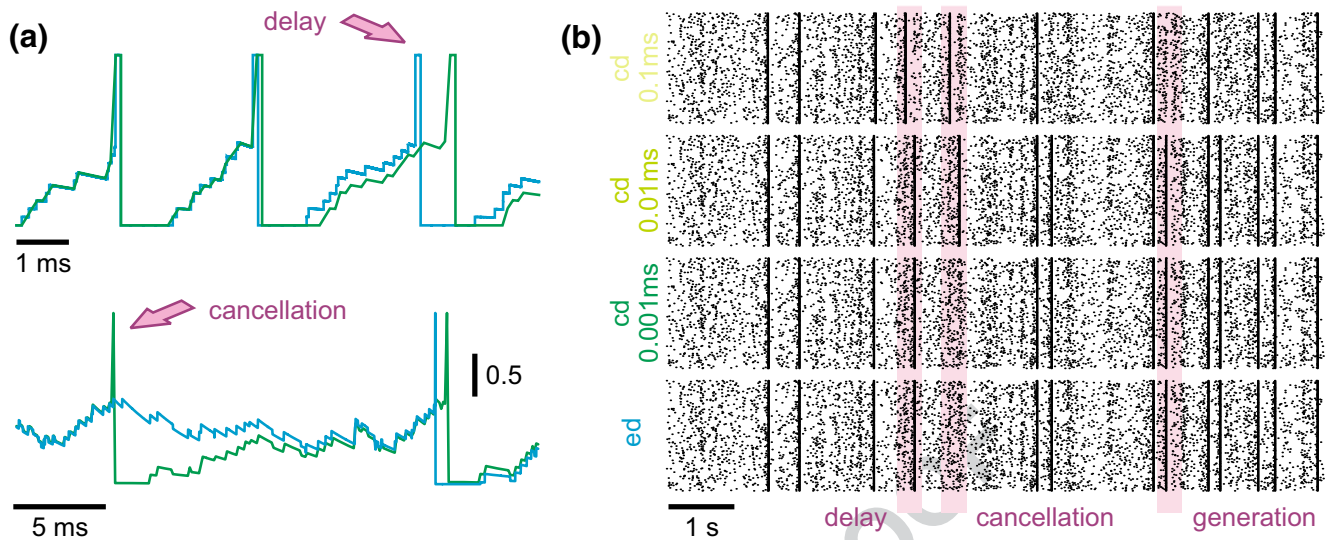 (a)
delay
1 ms
cancellation
0.5
5 ms
(b)
cd
0.1ms
cd
0.01ms
cd
0.001ms
ed
1 s
delay
cancellation
generation